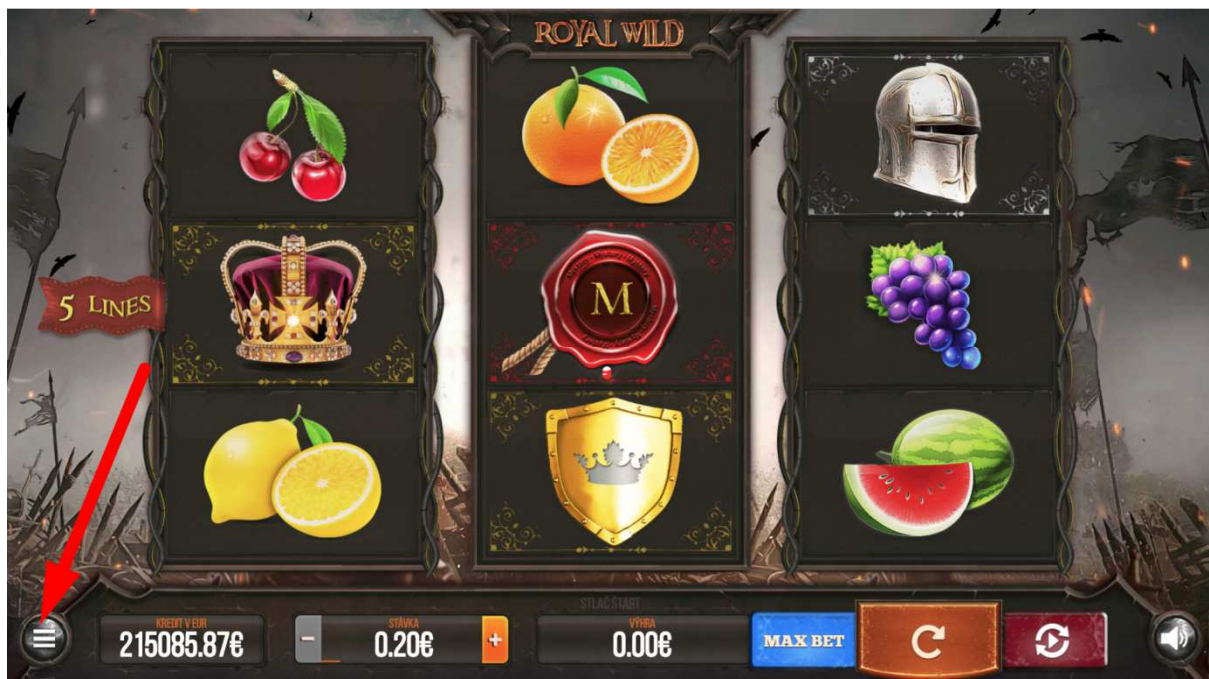 ROYAL WILD
5 LINES
M
STLAČ ŠTART
KREDIT V EUR
215085.87€
STÁVKA
- 0.20€ +
VÝHRA
0.00€
MAX BET